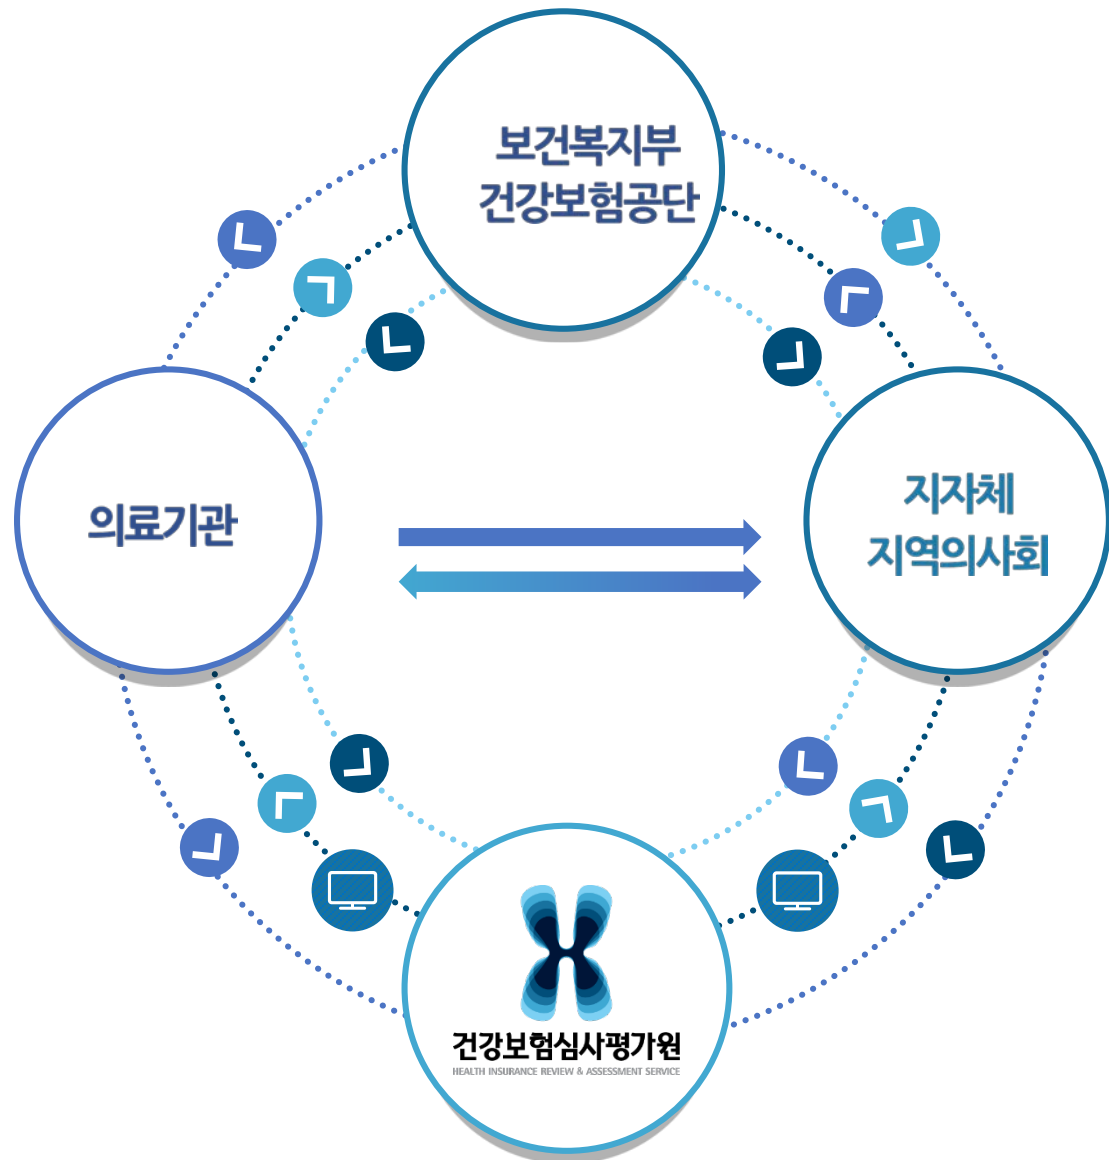 보건복지부
건강보험공단
의료기관
지자체
지역의사회
건강보험심사평가원
HEALTH INSURANCE REVIEW & ASSESSMENT SERVICE